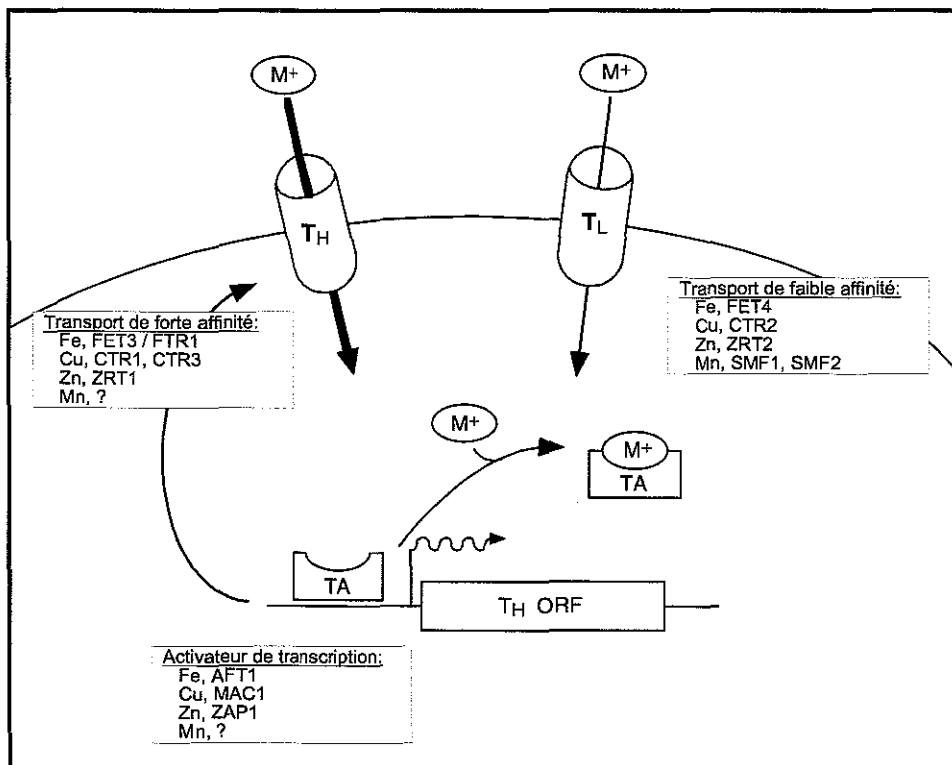 M+
M+
TH
TL
Transport de forte affinité:
Fe, FET3 / FTR1
Cu, CTR1, CTR3
Zn, ZRT1
Mn, ?
Transport de faible affinité:
Fe, FET4
Cu, CTR2
Zn, ZRT2
Mn, SMF1, SMF2
M+
M+
TA
TA
TH ORF
Activateur de transcription:
Fe, AFT1
Cu, MAC1
Zn, ZAP1
Mn, ?